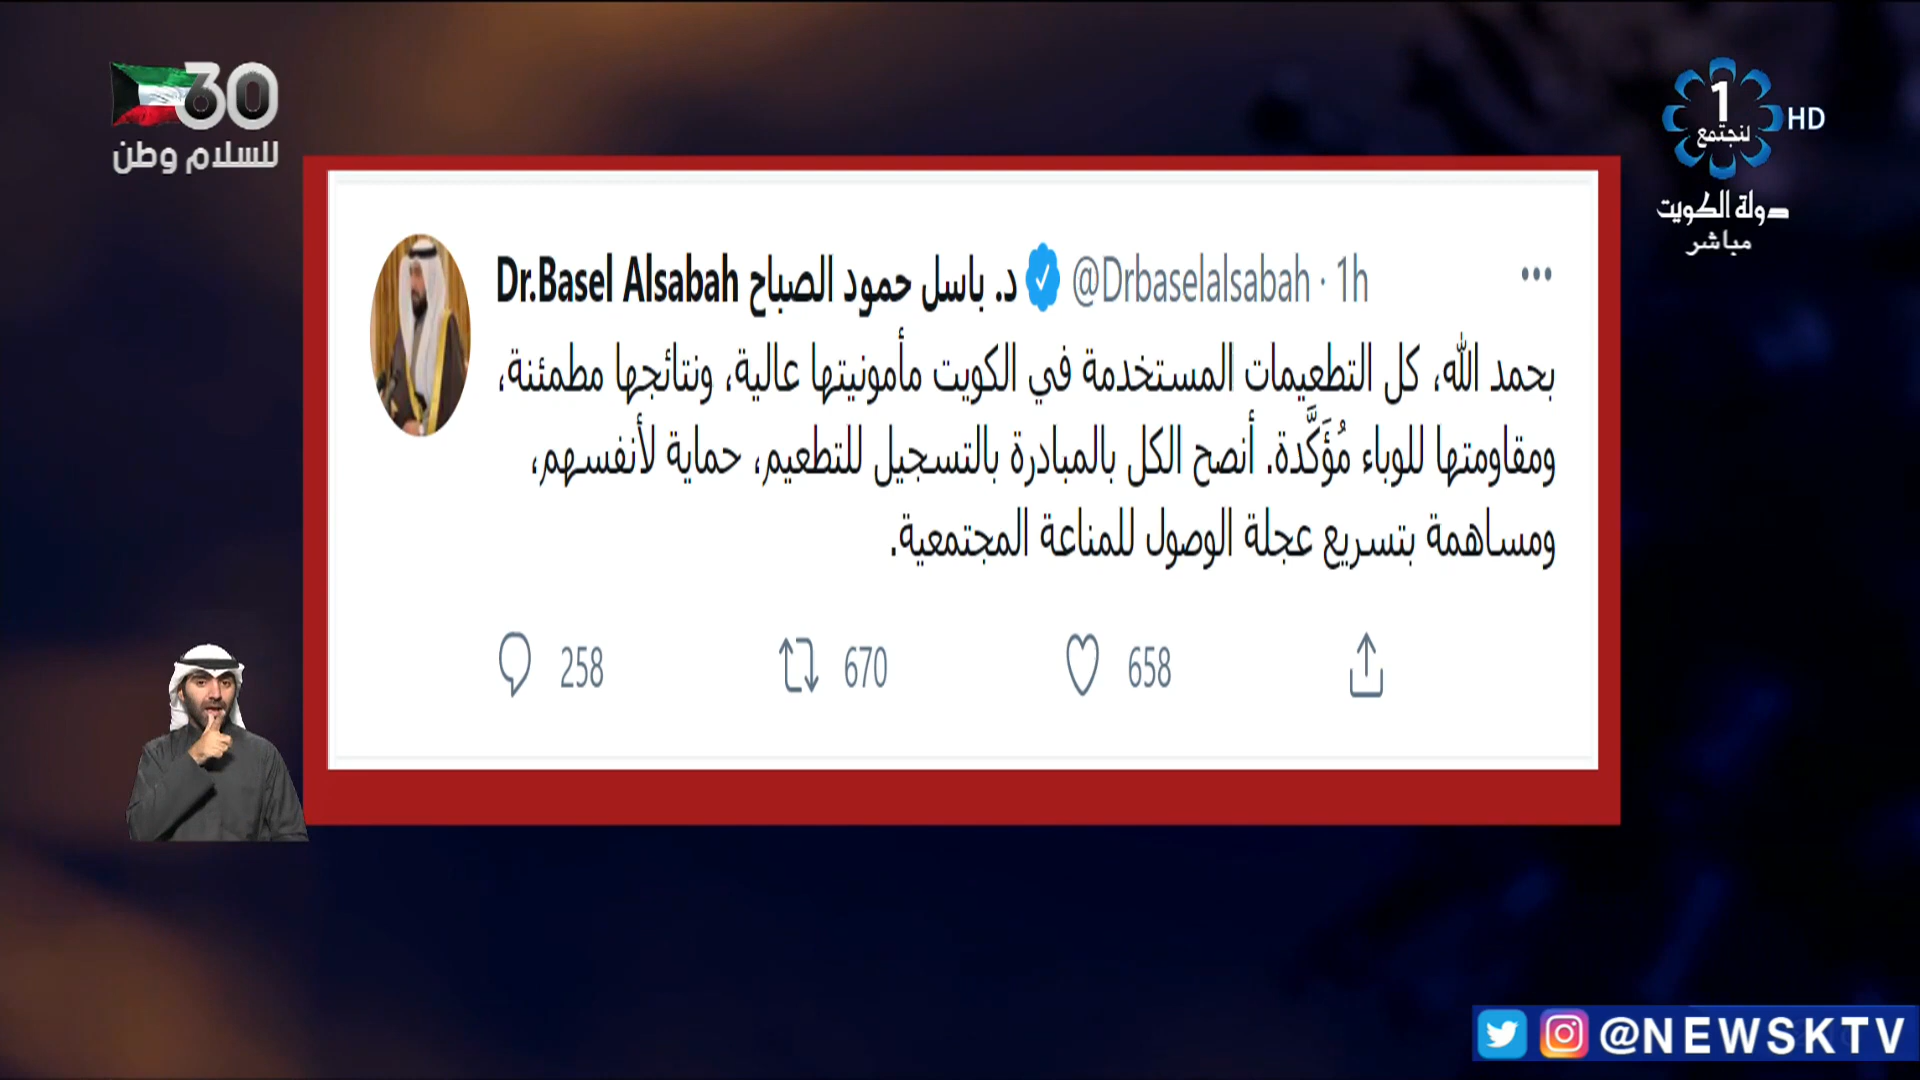 30
للسلام وطن
1
لنجتمع
HD
دولة الكويت
مباشر
Dr.Basel Alsabah د. باسل حمود الصباح @Drbaselalsabah · 1h
بحمد الله، كل التطعيمات المستخدمة في الكويت مأمونيتها عالية، ونتائجها مطمئنة،
ومقاومتها للوباء مُؤَكَّدة. أنصح الكل بالمبادرة بالتسجيل للتطعيم، حماية لأنفسهم،
ومساهمة بتسريع عجلة الوصول للمناعة المجتمعية.
258 670 658
@NEWSKTV